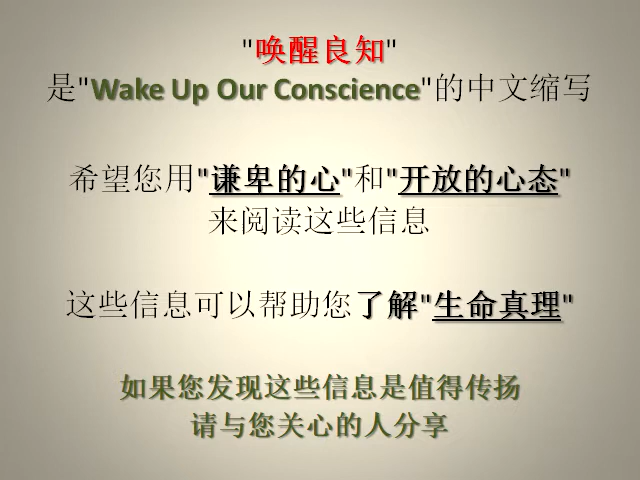 "唤醒良知"
是"Wake Up Our Conscience"的中文缩写
希望您用"谦卑的心"和"开放的心态"
来阅读这些信息
这些信息可以帮助您了解"生命真理"
如果您发现这些信息是值得传扬
请与您关心的人分享